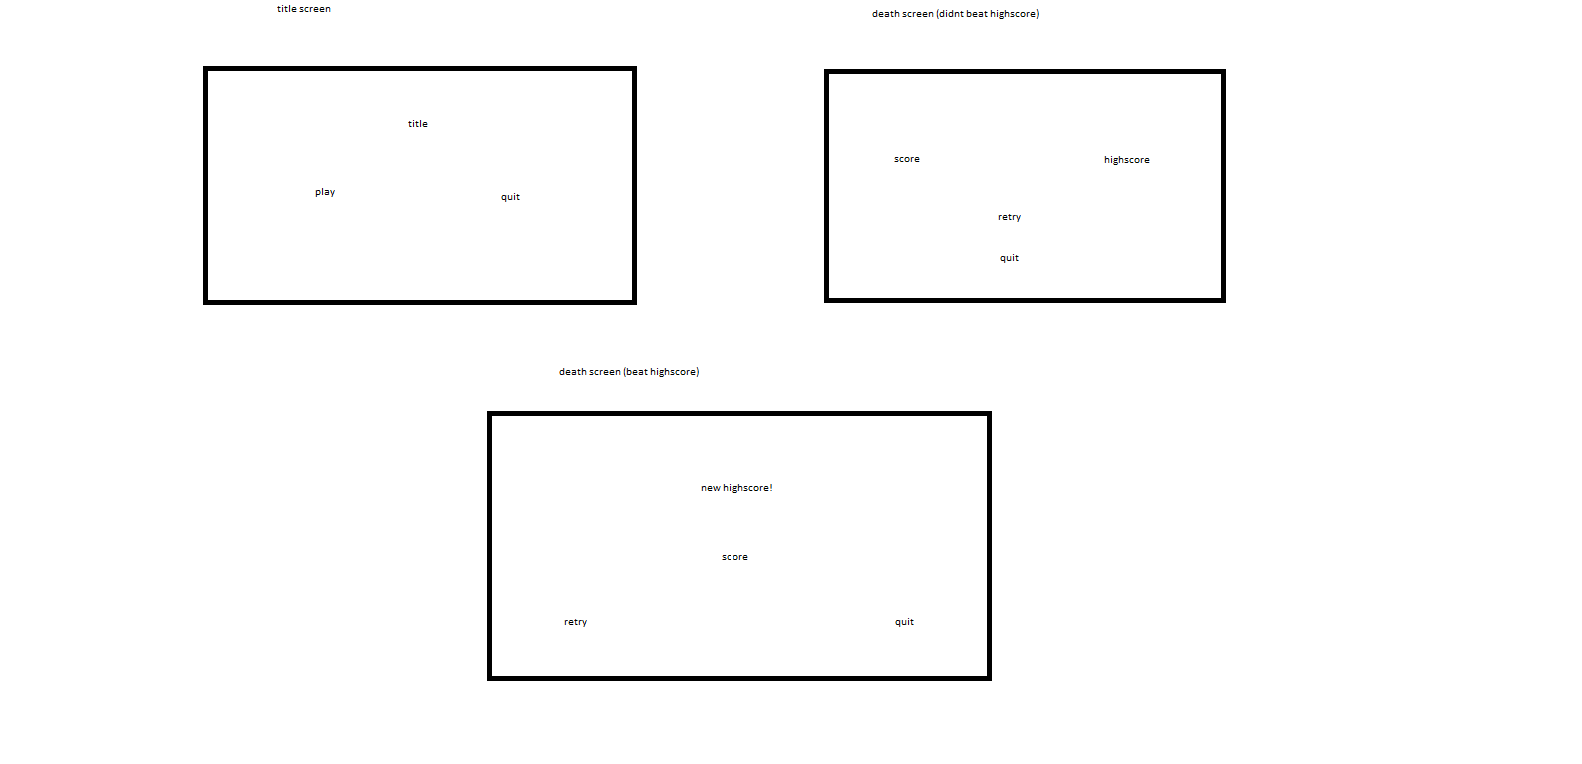 title screen
title
play
quit
death screen (didnt beat highscore)
score
highscore
retry
quit
death screen (beat highscore)
new highscore!
score
retry
quit